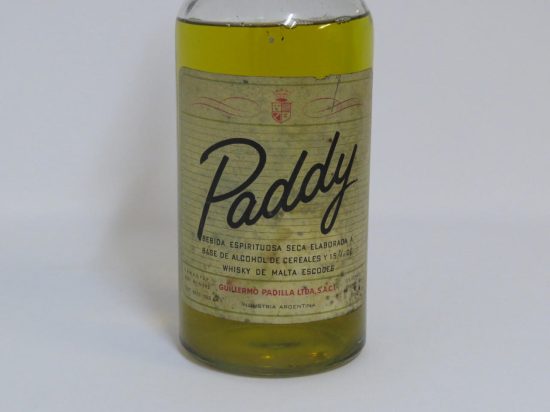 Paddy
BEBIDA ESPIRITUOSA SECA ELABORADA A
BASE DE ALCOHOL DE CEREALES Y 15 % DE
WHISKY DE MALTA ESCOCES
GUILLERMO PADILLA LTDA. S.A.C.I.
INDUSTRIA ARGENTINA